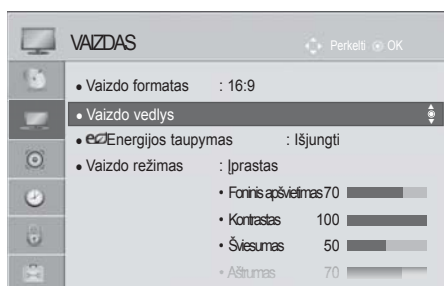 VAIZDAS Perkelti OK
• Vaizdo formatas : 16:9
• Vaizdo vedlys
• eco Energijos taupymas : Išjungti
• Vaizdo režimas : Įprastas
• Foninis apšvietimas 70
• Kontrastas 100
• Šviesumas 50
• Aštrumas 70